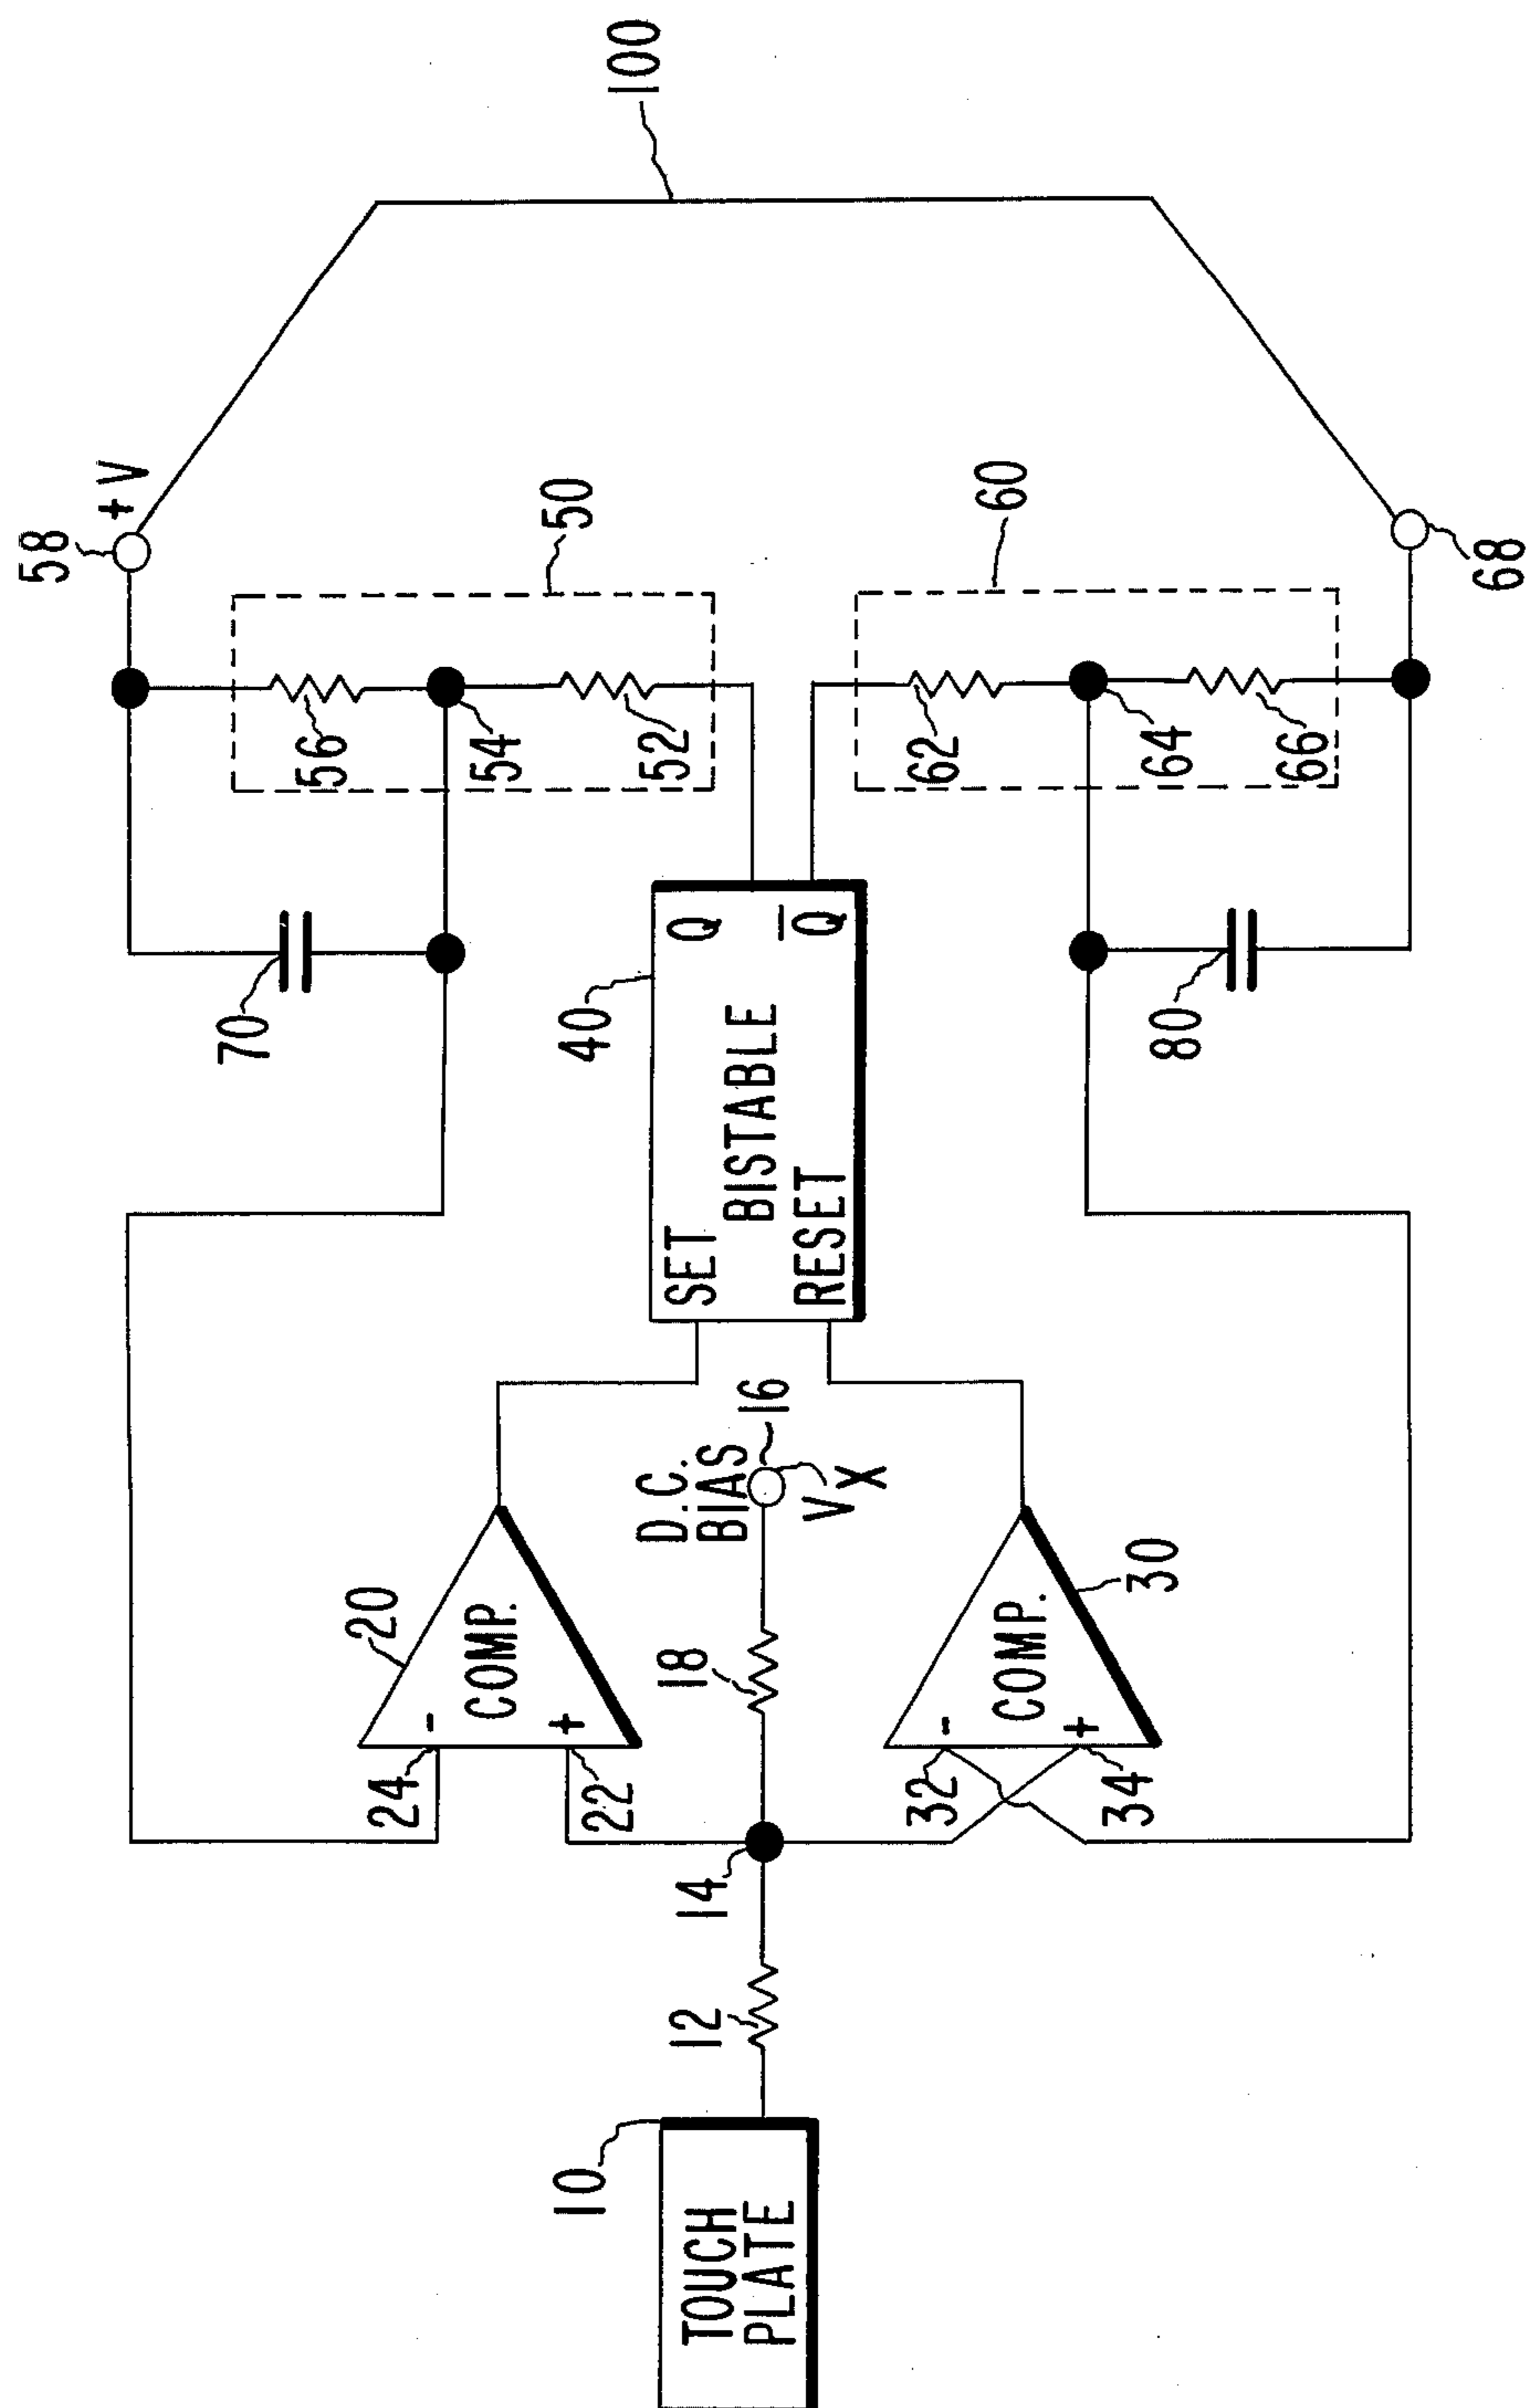 100
58
+V
50
60
68
56
54
52
62
64
66
70
40
80
SET
Q
BISTABLE
RESET
Q̅
20
-
COMP.
+
24
22
D.C.
BIAS
16
VX
18
14
30
-
COMP.
+
32
34
12
10
TOUCH
PLATE